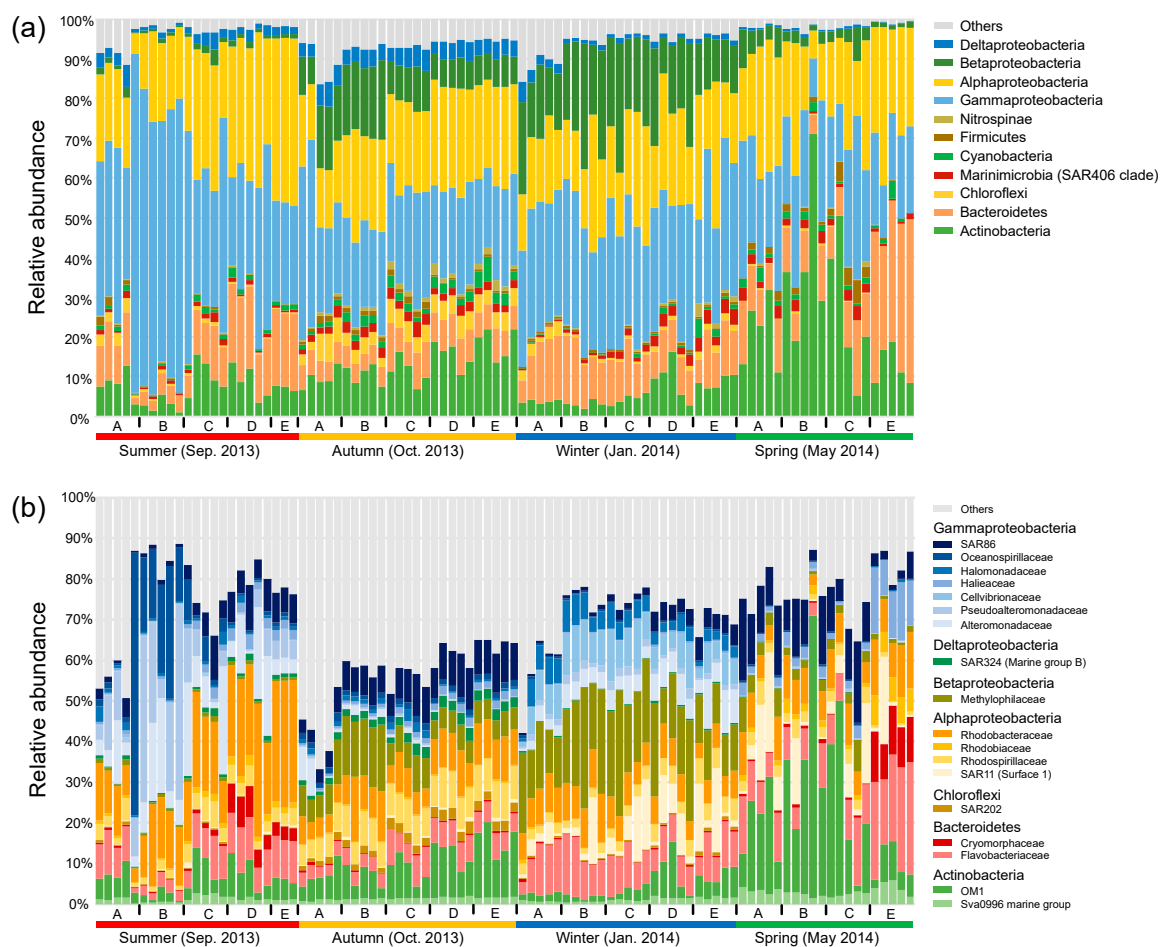 (a)
Relative abundance
100%
90%
80%
70%
60%
50%
40%
30%
20%
10%
0%
A B C D E A B C D E A B C D E A B C E
Summer (Sep. 2013) Autumn (Oct. 2013) Winter (Jan. 2014) Spring (May 2014)
Others
Deltaproteobacteria
Betaproteobacteria
Alphaproteobacteria
Gammaproteobacteria
Nitrospinae
Firmicutes
Cyanobacteria
Marinimicrobia (SAR406 clade)
Chloroflexi
Bacteroidetes
Actinobacteria
(b)
Relative abundance
100%
90%
80%
70%
60%
50%
40%
30%
20%
10%
0%
A B C D E A B C D E A B C D E A B C E
Summer (Sep. 2013) Autumn (Oct. 2013) Winter (Jan. 2014) Spring (May 2014)
Others
Gammaproteobacteria
SAR86
Oceanospirillaceae
Halomonadaceae
Halieaceae
Cellvibrionaceae
Pseudoalteromonadaceae
Alteromonadaceae
Deltaproteobacteria
SAR324 (Marine group B)
Betaproteobacteria
Methylophilaceae
Alphaproteobacteria
Rhodobacteraceae
Rhodobiaceae
Rhodospirillaceae
SAR11 (Surface 1)
Chloroflexi
SAR202
Bacteroidetes
Cryomorphaceae
Flavobacteriaceae
Actinobacteria
OM1
Sva0996 marine group